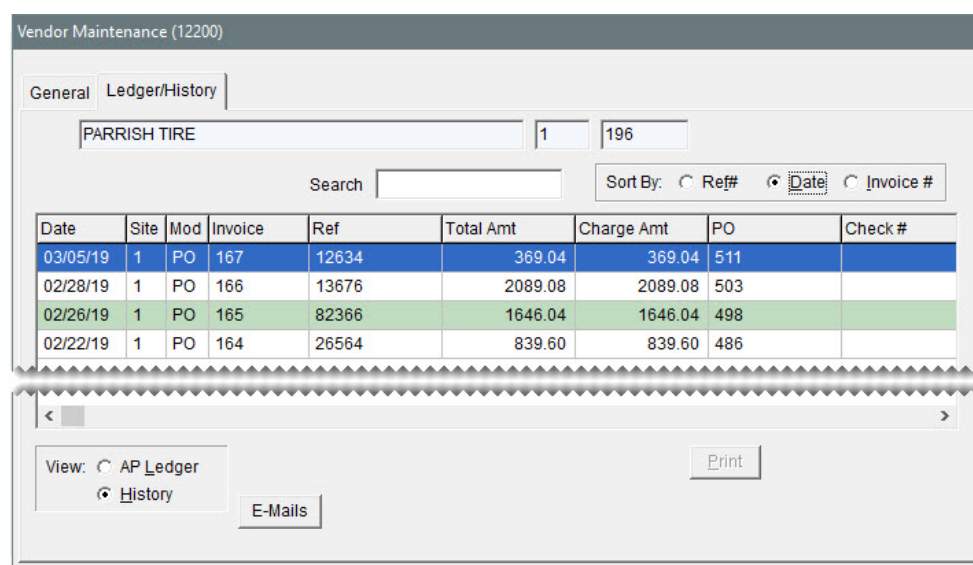 Vendor Maintenance (12200)
General Ledger/History
PARRISH TIRE 1 196
Search Sort By: Ref# Date Invoice #
Date Site Mod Invoice Ref Total Amt Charge Amt PO Check #
03/05/19 1 PO 167 12634 369.04 369.04 511
02/28/19 1 PO 166 13676 2089.08 2089.08 503
02/26/19 1 PO 165 82366 1646.04 1646.04 498
02/22/19 1 PO 164 26564 839.60 839.60 486
View: AP Ledger Print
History
E-Mails